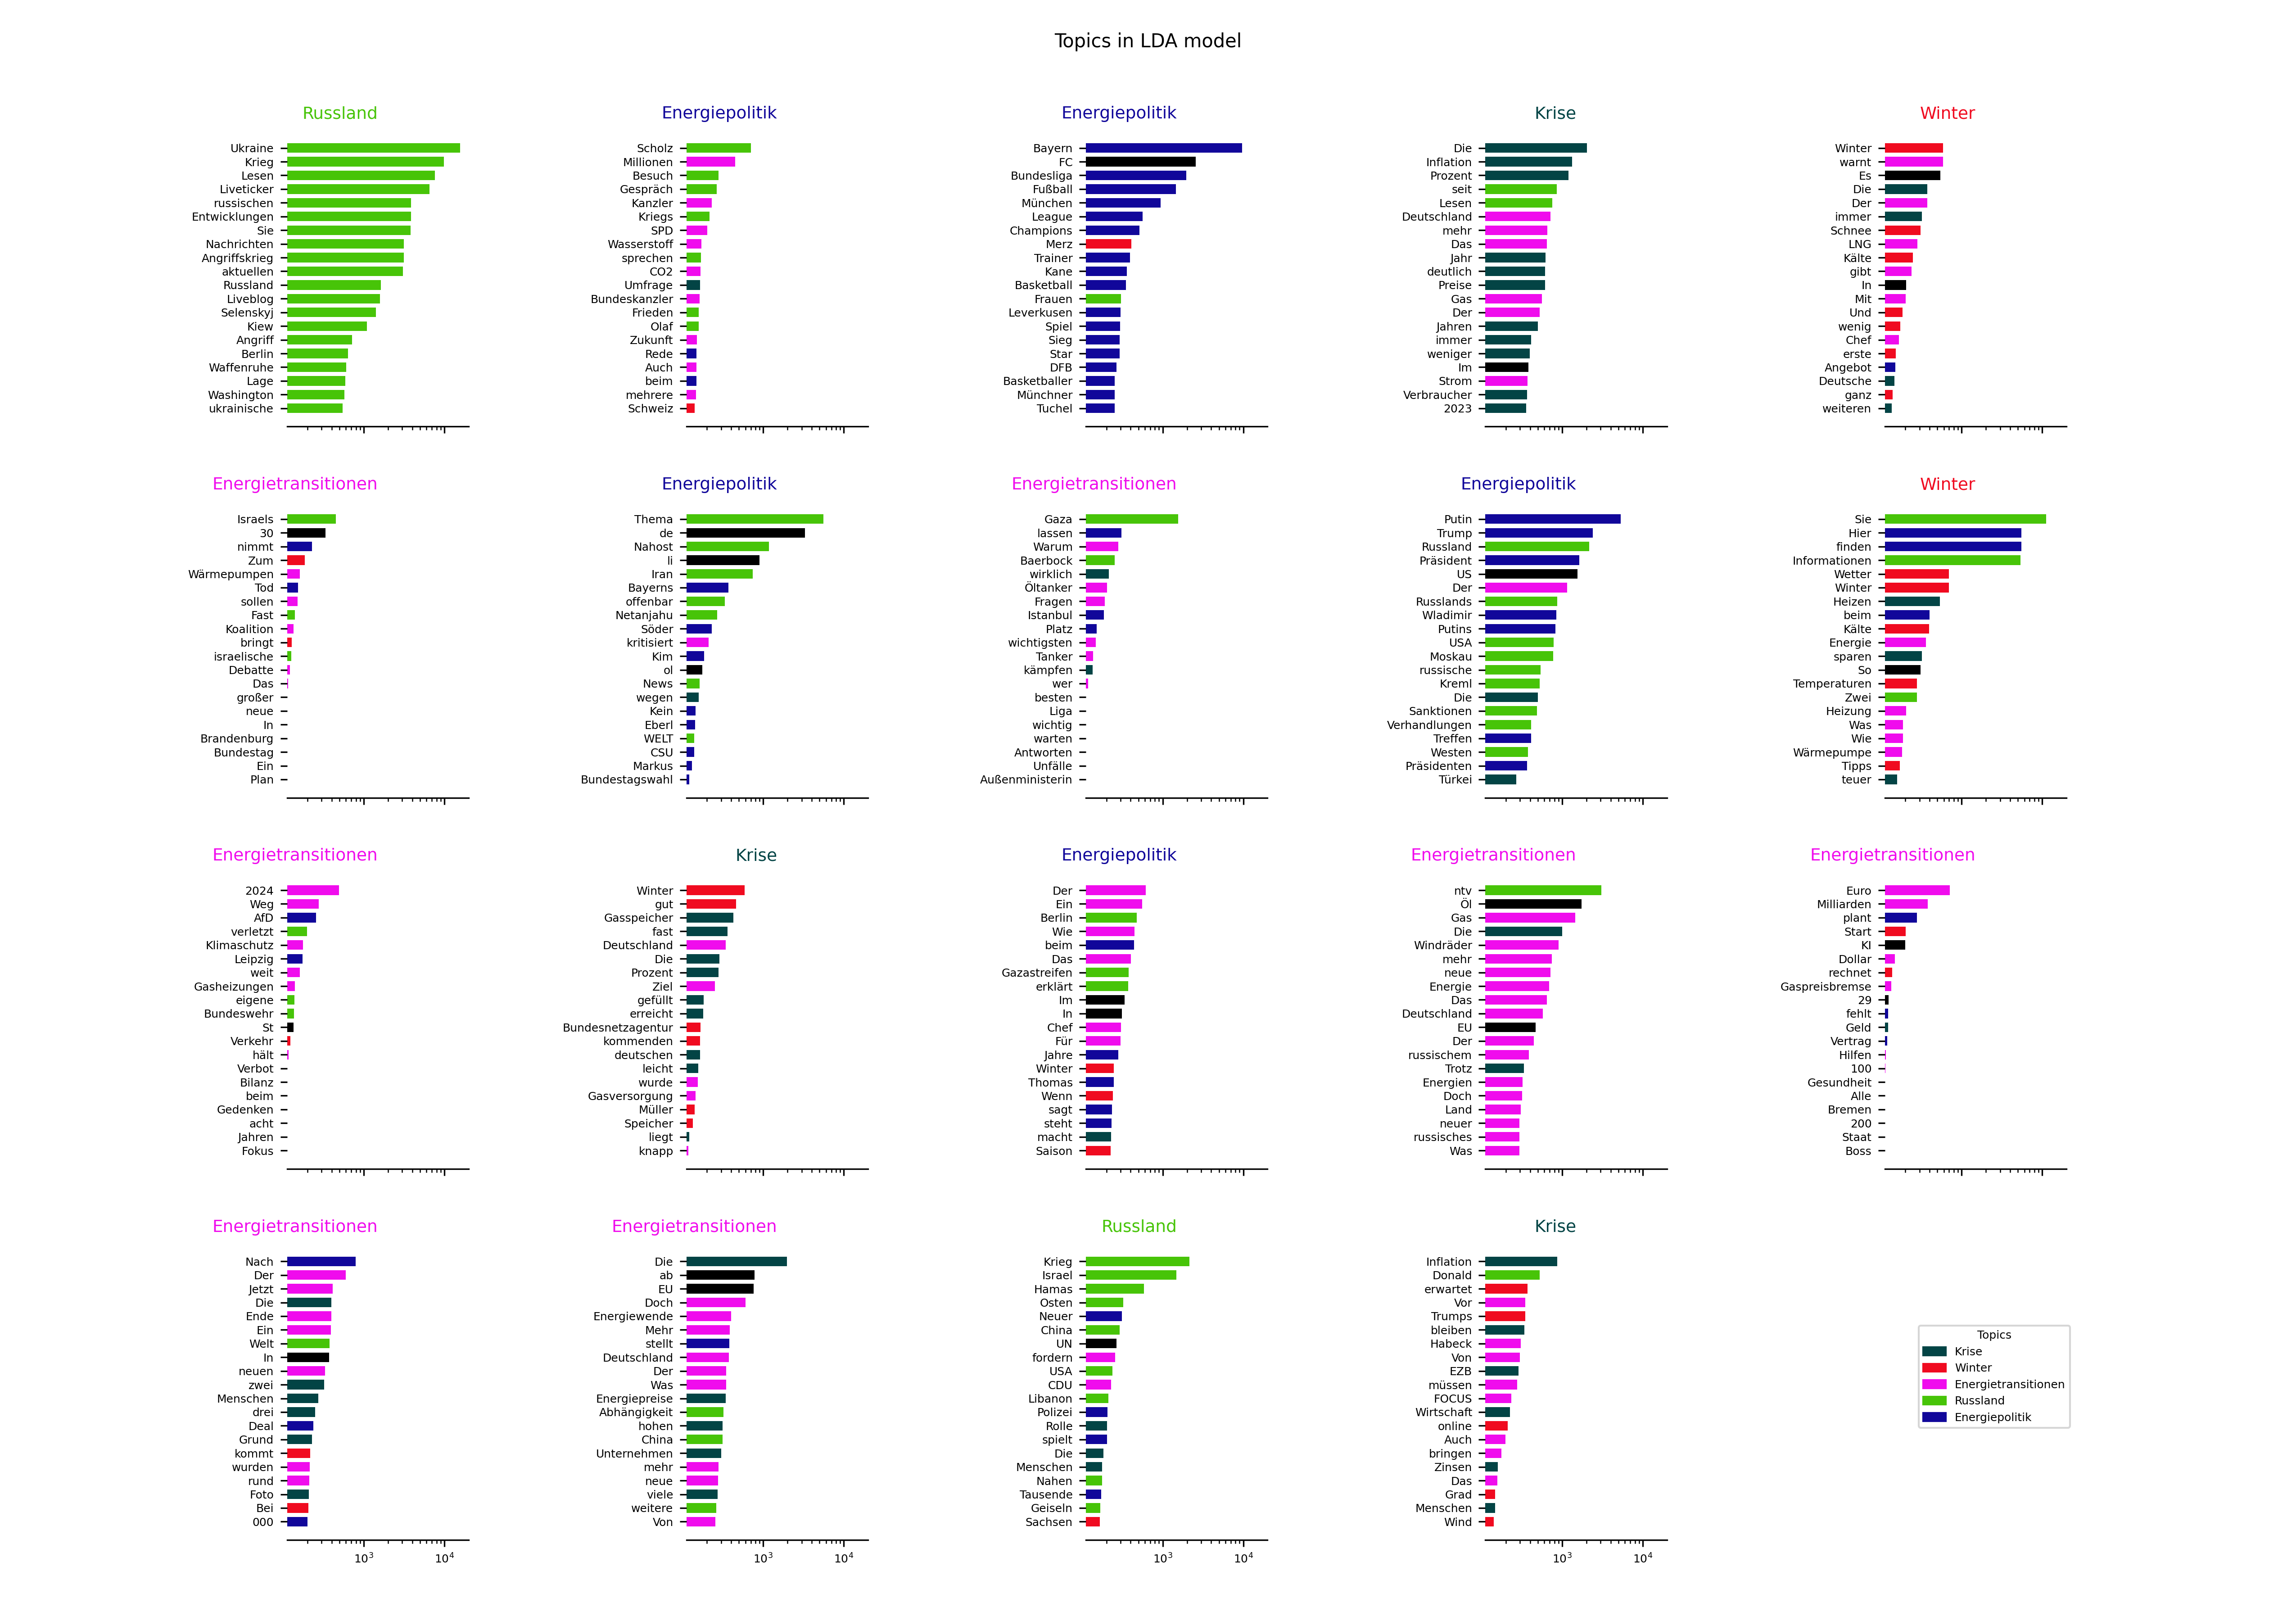 Topics in LDA model
Russland
Ukraine
Krieg
Lesen
Liveticker
russischen
Entwicklungen
Sie
Nachrichten
Angriffskrieg
aktuellen
Russland
Liveblog
Selenskyj
Kiew
Angriff
Berlin
Waffenruhe
Lage
Washington
ukrainische
Energiepolitik
Scholz
Millionen
Besuch
Gespräch
Kanzler
Kriegs
SPD
Wasserstoff
sprechen
CO2
Umfrage
Bundeskanzler
Frieden
Olaf
Zukunft
Rede
Auch
beim
mehrere
Schweiz
Energiepolitik
Bayern
FC
Bundesliga
Fußball
München
League
Champions
Merz
Trainer
Kane
Basketball
Frauen
Leverkusen
Spiel
Sieg
Star
DFB
Basketballer
Münchner
Tuchel
Krise
Die
Inflation
Prozent
seit
Lesen
Deutschland
mehr
Das
Jahr
deutlich
Preise
Gas
Der
Jahren
immer
weniger
Im
Strom
Verbraucher
2023
Winter
Winter
warnt
Es
Die
Der
immer
Schnee
LNG
Kälte
gibt
In
Mit
Und
wenig
Chef
erste
Angebot
Deutsche
ganz
weiteren
Energietransitionen
Israels
30
nimmt
Zum
Wärmepumpen
Tod
sollen
Fast
Koalition
bringt
israelische
Debatte
Das
großer
neue
In
Brandenburg
Bundestag
Ein
Plan
Energiepolitik
Thema
de
Nahost
li
Iran
Bayerns
offenbar
Netanjahu
Söder
kritisiert
Kim
ol
News
wegen
Kein
Eberl
WELT
CSU
Markus
Bundestagswahl
Energietransitionen
Gaza
lassen
Warum
Baerbock
wirklich
Öltanker
Fragen
Istanbul
Platz
wichtigsten
Tanker
kämpfen
wer
besten
Liga
wichtig
warten
Antworten
Unfälle
Außenministerin
Energiepolitik
Putin
Trump
Russland
Präsident
US
Der
Russlands
Wladimir
Putins
USA
Moskau
russische
Kreml
Die
Sanktionen
Verhandlungen
Treffen
Westen
Präsidenten
Türkei
Winter
Sie
Hier
finden
Informationen
Wetter
Winter
Heizen
beim
Kälte
Energie
sparen
So
Temperaturen
Zwei
Heizung
Was
Wie
Wärmepumpe
Tipps
teuer
Energietransitionen
2024
Weg
AfD
verletzt
Klimaschutz
Leipzig
weit
Gasheizungen
eigene
Bundeswehr
St
Verkehr
hält
Verbot
Bilanz
beim
Gedenken
acht
Jahren
Fokus
Krise
Winter
gut
Gasspeicher
fast
Deutschland
Die
Prozent
Ziel
gefüllt
erreicht
Bundesnetzagentur
kommenden
deutschen
leicht
wurde
Gasversorgung
Müller
Speicher
liegt
knapp
Energiepolitik
Der
Ein
Berlin
Wie
beim
Das
Gazastreifen
erklärt
Im
In
Chef
Für
Jahre
Winter
Thomas
Wenn
sagt
steht
macht
Saison
Energietransitionen
ntv
Öl
Gas
Die
Windräder
mehr
neue
Energie
Das
Deutschland
EU
Der
russischem
Trotz
Energien
Doch
Land
neuer
russisches
Was
Energietransitionen
Euro
Milliarden
plant
Start
KI
Dollar
rechnet
Gaspreisbremse
29
fehlt
Geld
Vertrag
Hilfen
100
Gesundheit
Alle
Bremen
200
Staat
Boss
Energietransitionen
Nach
Der
Jetzt
Die
Ende
Ein
Welt
In
neuen
zwei
Menschen
drei
Deal
Grund
kommt
wurden
rund
Foto
Bei
000
10³ 10⁴
Energietransitionen
Die
ab
EU
Doch
Energiewende
Mehr
stellt
Deutschland
Der
Was
Energiepreise
Abhängigkeit
hohen
China
Unternehmen
mehr
neue
viele
weitere
Von
10³ 10⁴
Russland
Krieg
Israel
Hamas
Osten
Neuer
China
UN
fordern
USA
CDU
Libanon
Polizei
Rolle
spielt
Die
Menschen
Nahen
Tausende
Geiseln
Sachsen
10³ 10⁴
Krise
Inflation
Donald
erwartet
Vor
Trumps
bleiben
Habeck
Von
EZB
müssen
FOCUS
Wirtschaft
online
Auch
bringen
Zinsen
Das
Grad
Menschen
Wind
10³ 10⁴
Topics
Krise
Winter
Energietransitionen
Russland
Energiepolitik